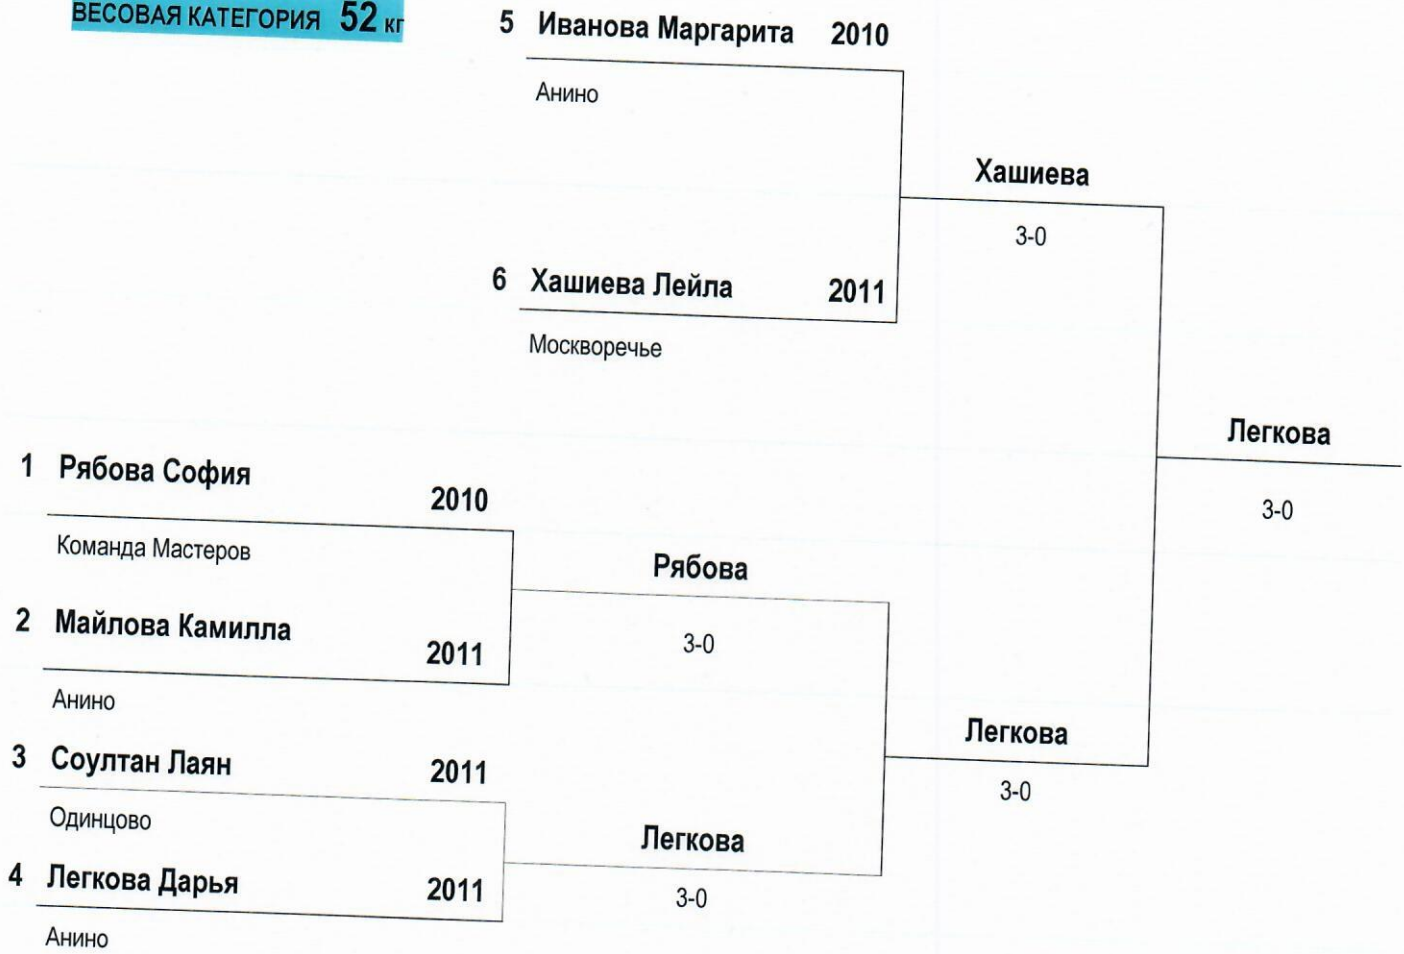 ВЕСОВАЯ КАТЕГОРИЯ 52 кг
5 Иванова Маргарита 2010
Анино
Хашиева
3-0
6 Хашиева Лейла 2011
Москворечье
Легкова
3-0
1 Рябова София 2010
Команда Мастеров
Рябова
3-0
2 Майлова Камилла 2011
Анино
Легкова
3-0
3 Соултан Лаян 2011
Одинцово
Легкова
3-0
4 Легкова Дарья 2011
Анино